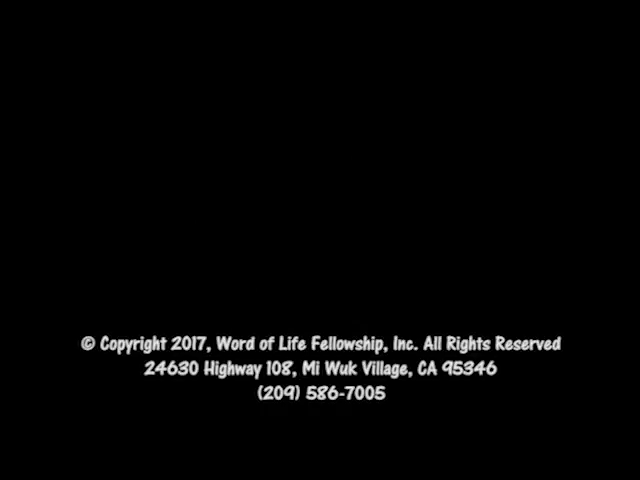 © Copyright 2017, Word of Life Fellowship, Inc. All Rights Reserved
24630 Highway 108, Mi Wuk Village, CA 95346
(209) 586-7005